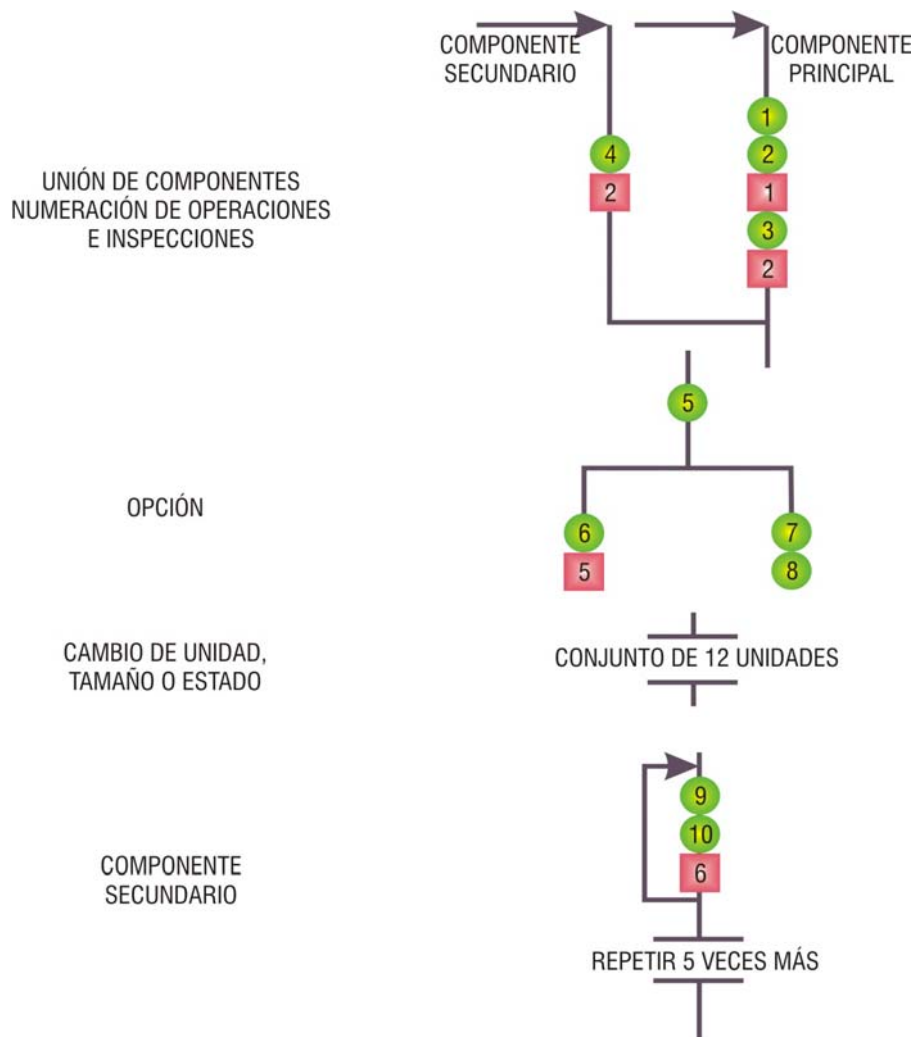 COMPONENTE
SECUNDARIO
COMPONENTE
PRINCIPAL
UNIÓN DE COMPONENTES
NUMERACIÓN DE OPERACIONES
E INSPECCIONES
4
2
1
2
1
3
2
5
OPCIÓN
6
5
7
8
CAMBIO DE UNIDAD,
TAMAÑO O ESTADO
CONJUNTO DE 12 UNIDADES
COMPONENTE
SECUNDARIO
9
10
6
REPETIR 5 VECES MÁS